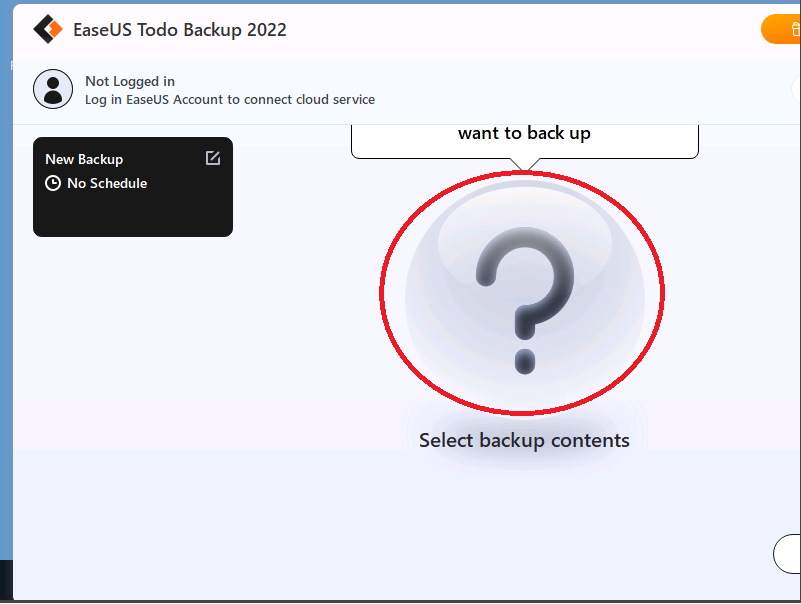 EaseUS Todo Backup 2022
Not Logged in
Log in EaseUS Account to connect cloud service
New Backup
No Schedule
want to back up
?
Select backup contents